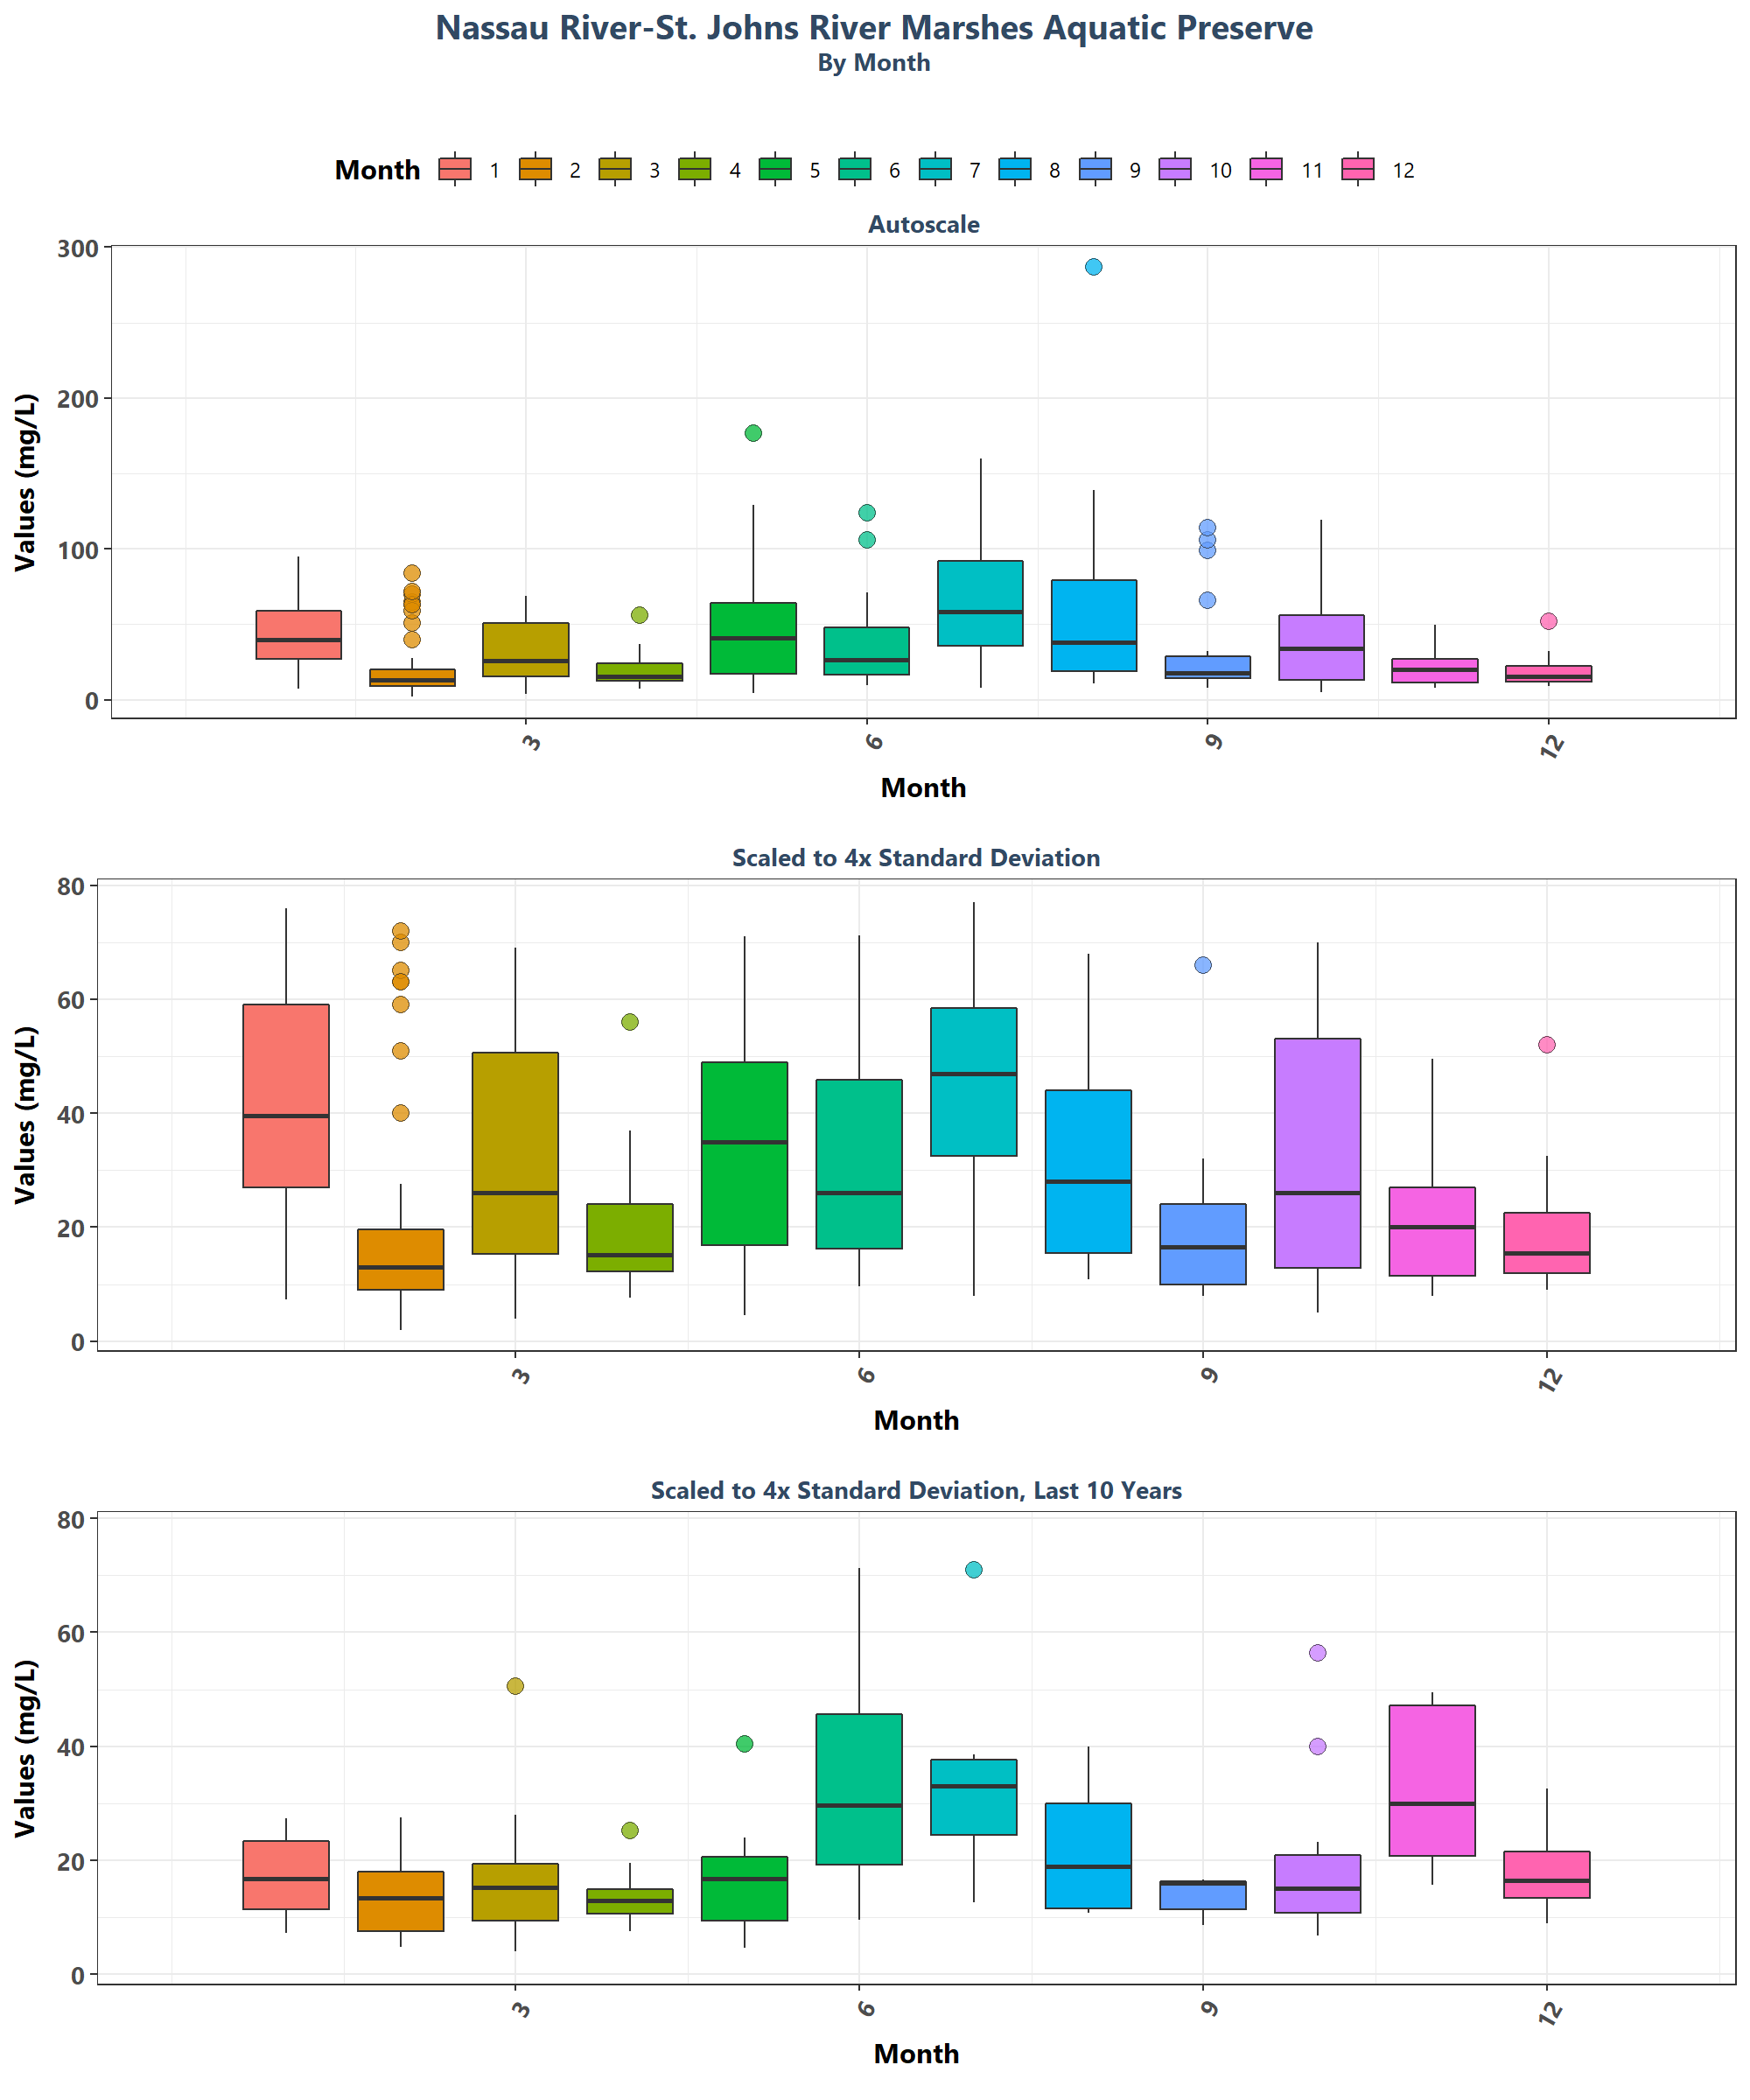 Nassau River-St. Johns River Marshes Aquatic Preserve
By Month
Month 1 2 3 4 5 6 7 8 9 10 11 12
Autoscale
Values (mg/L)
300
200
100
0
3 6 9 12
Month
Scaled to 4x Standard Deviation
Values (mg/L)
80
60
40
20
0
3 6 9 12
Month
Scaled to 4x Standard Deviation, Last 10 Years
Values (mg/L)
80
60
40
20
0
3 6 9 12
Month